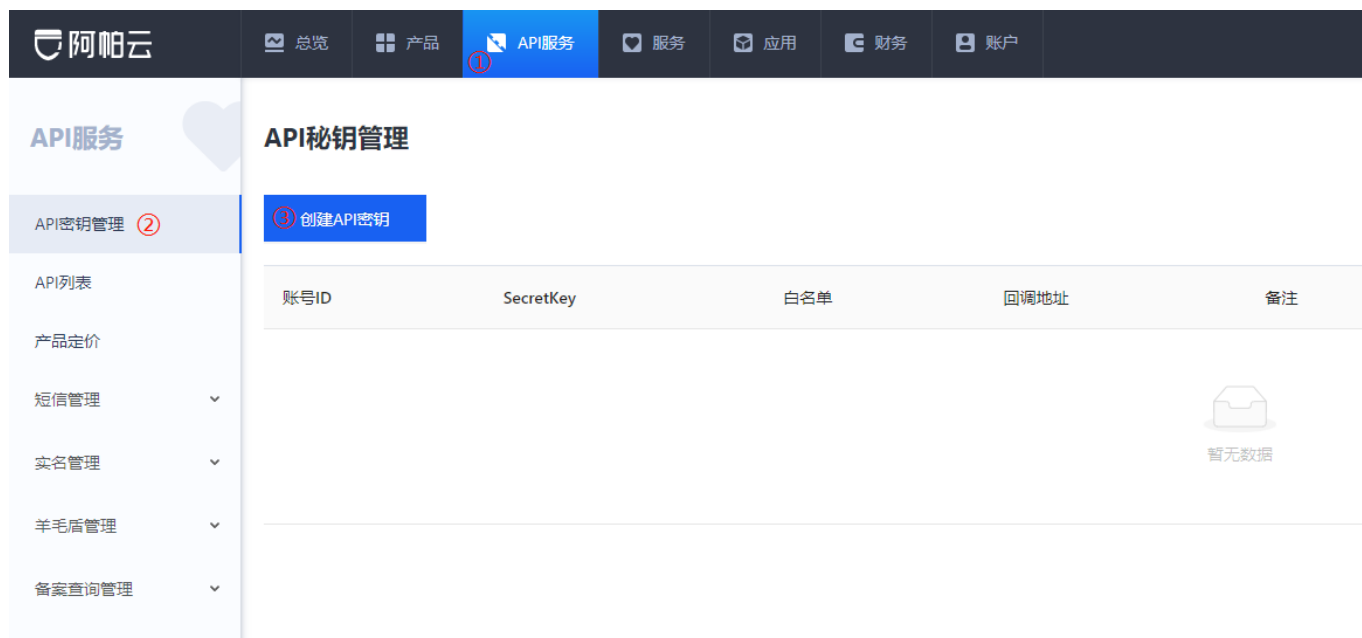 阿帕云 总览 产品 API服务 服务 应用 财务 账户
①
API服务
API秘钥管理
API密钥管理 ②
③ 创建API密钥
API列表
账号ID SecretKey 白名单 回调地址 备注
产品定价
短信管理
暂无数据
实名管理
羊毛盾管理
备案查询管理